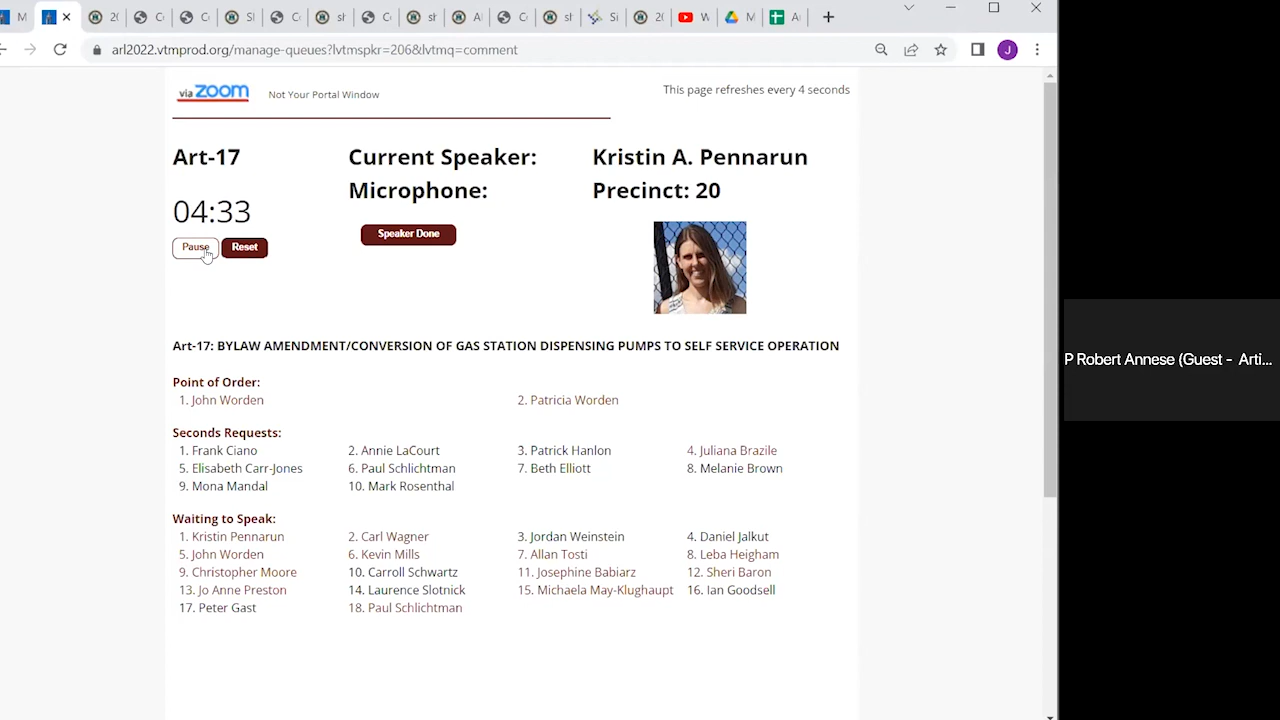 M
20
C
C
Sl
sh
C
sh
A
C
sh
Si
20
W
M
A
arl2022.vtmprod.org/manage-queues?lvtmspkr=206&lvtmq=comment
J
via zoom
Not Your Portal Window
This page refreshes every 4 seconds
Art-17 Current Speaker: Kristin A. Pennarun
Microphone: Precinct: 20
04:33
Speaker Done
Pause Reset
Art-17: BYLAW AMENDMENT/CONVERSION OF GAS STATION DISPENSING PUMPS TO SELF SERVICE OPERATION
P Robert Annese (Guest - Arti...
Point of Order:
1. John Worden 2. Patricia Worden
Seconds Requests:
1. Frank Ciano 2. Annie LaCourt 3. Patrick Hanlon 4. Juliana Brazile
5. Elisabeth Carr-Jones 6. Paul Schlichtman 7. Beth Elliott 8. Melanie Brown
9. Mona Mandal 10. Mark Rosenthal
Waiting to Speak:
1. Kristin Pennarun 2. Carl Wagner 3. Jordan Weinstein 4. Daniel Jalkut
5. John Worden 6. Kevin Mills 7. Allan Tosti 8. Leba Heigham
9. Christopher Moore 10. Carroll Schwartz 11. Josephine Babiarz 12. Sheri Baron
13. Jo Anne Preston 14. Laurence Slotnick 15. Michaela May-Klughaupt 16. Ian Goodsell
17. Peter Gast 18. Paul Schlichtman